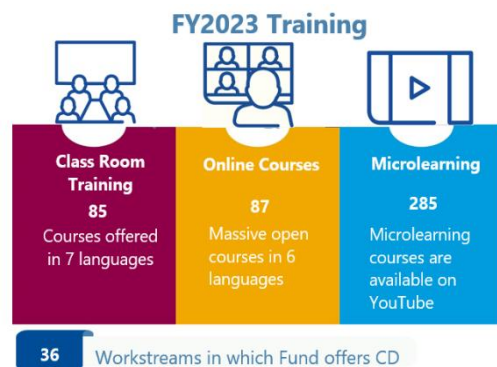 FY2023 Training
Class Room
Training
85
Courses offered
in 7 languages
Online Courses
87
Massive open
courses in 6
languages
Microlearning
285
Microlearning
courses are
available on
YouTube
36 Workstreams in which Fund offers CD